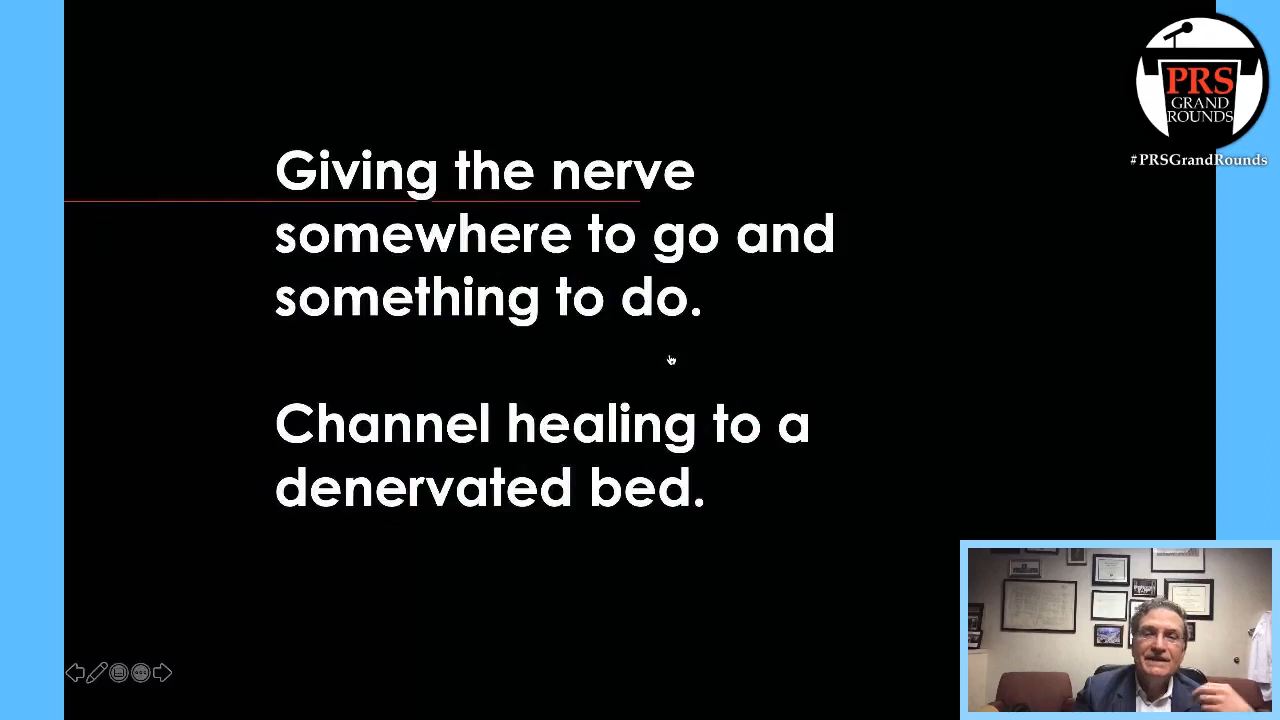 Giving the nerve
somewhere to go and
something to do.
Channel healing to a
denervated bed.
PRS
GRAND
ROUNDS
#PRSGrandRounds